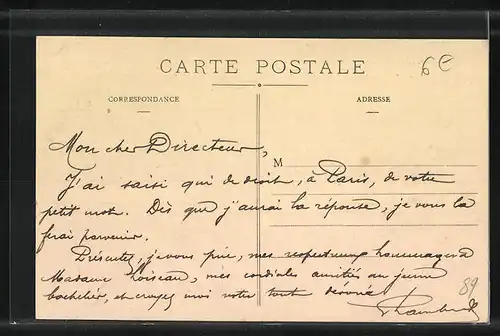 CARTE POSTALE
6€
CORRESPONDANCE
ADRESSE
Mon cher Directeur,
M
J'ai saisi qui de droit, à Paris, de votre
petit mot. Dès que j'aurai la réponse, je vous la
ferai parvenir.
Présentez, je vous prie, mes respectueux hommages à
Madame Loiseau, mes cordiales amitiés au jeune
bachelier, et croyez moi votre tout dévoué
89